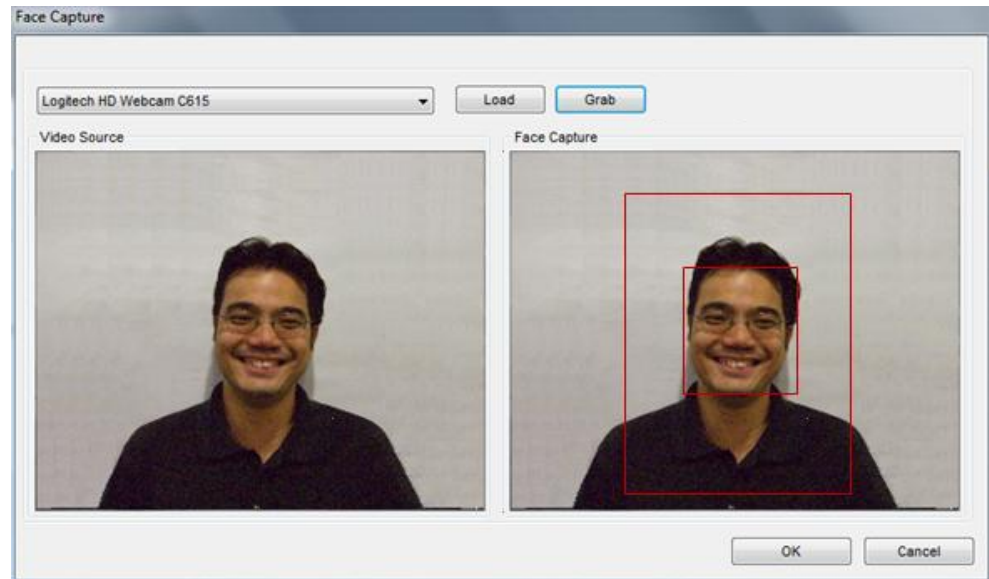 Face Capture
Logitech HD Webcam C615
Load
Grab
Video Source
Face Capture
OK
Cancel